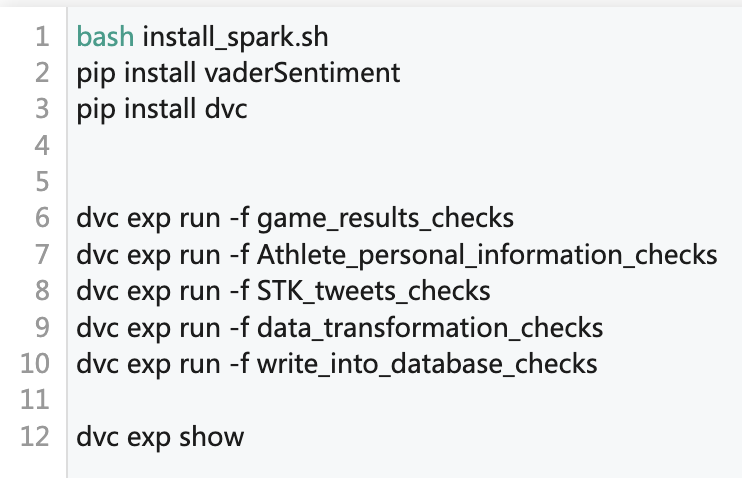 1 bash install_spark.sh
2 pip install vaderSentiment
3 pip install dvc
4
5
6 dvc exp run -f game_results_checks
7 dvc exp run -f Athlete_personal_information_checks
8 dvc exp run -f STK_tweets_checks
9 dvc exp run -f data_transformation_checks
10 dvc exp run -f write_into_database_checks
11
12 dvc exp show